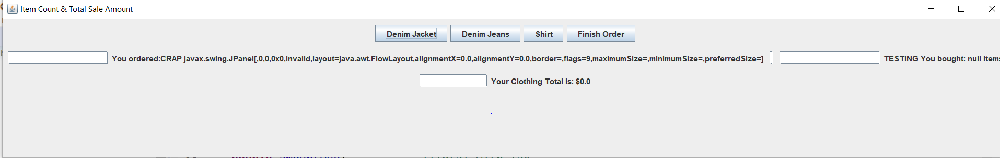 Item Count & Total Sale Amount
Denim Jacket Denim Jeans Shirt Finish Order
You ordered:CRAP javax.swing.JPanel[,0,0,0x0,invalid,layout=java.awt.FlowLayout,alignmentX=0.0,alignmentY=0.0,border=,flags=9,maximumSize=,minimumSize=,preferredSize=] TESTING You bought: null Items
Your Clothing Total is: $0.0